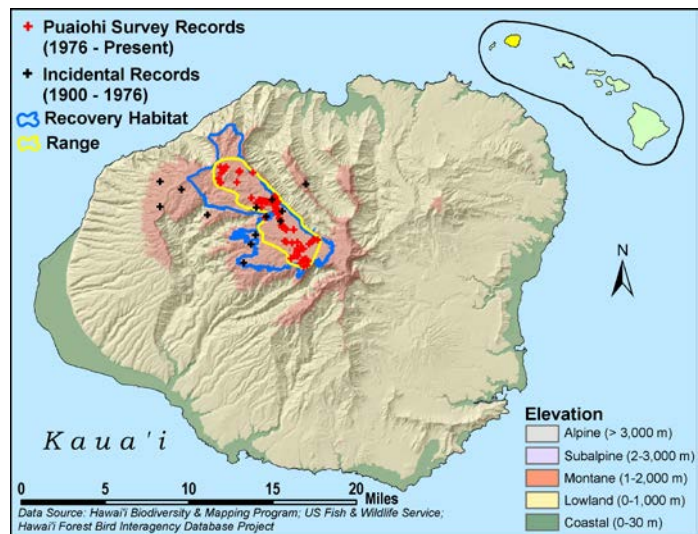 Puaiohi Survey Records
(1976 - Present)
Incidental Records
(1900 - 1976)
Recovery Habitat
Range
N
Kaua'i
Elevation
Alpine (> 3,000 m)
Subalpine (2-3,000 m)
Montane (1-2,000 m)
Lowland (0-1,000 m)
Coastal (0-30 m)
0 5 10 15 20
Miles
Data Source: Hawai'i Biodiversity & Mapping Program; US Fish & Wildlife Service;
Hawai'i Forest Bird Interagency Database Project